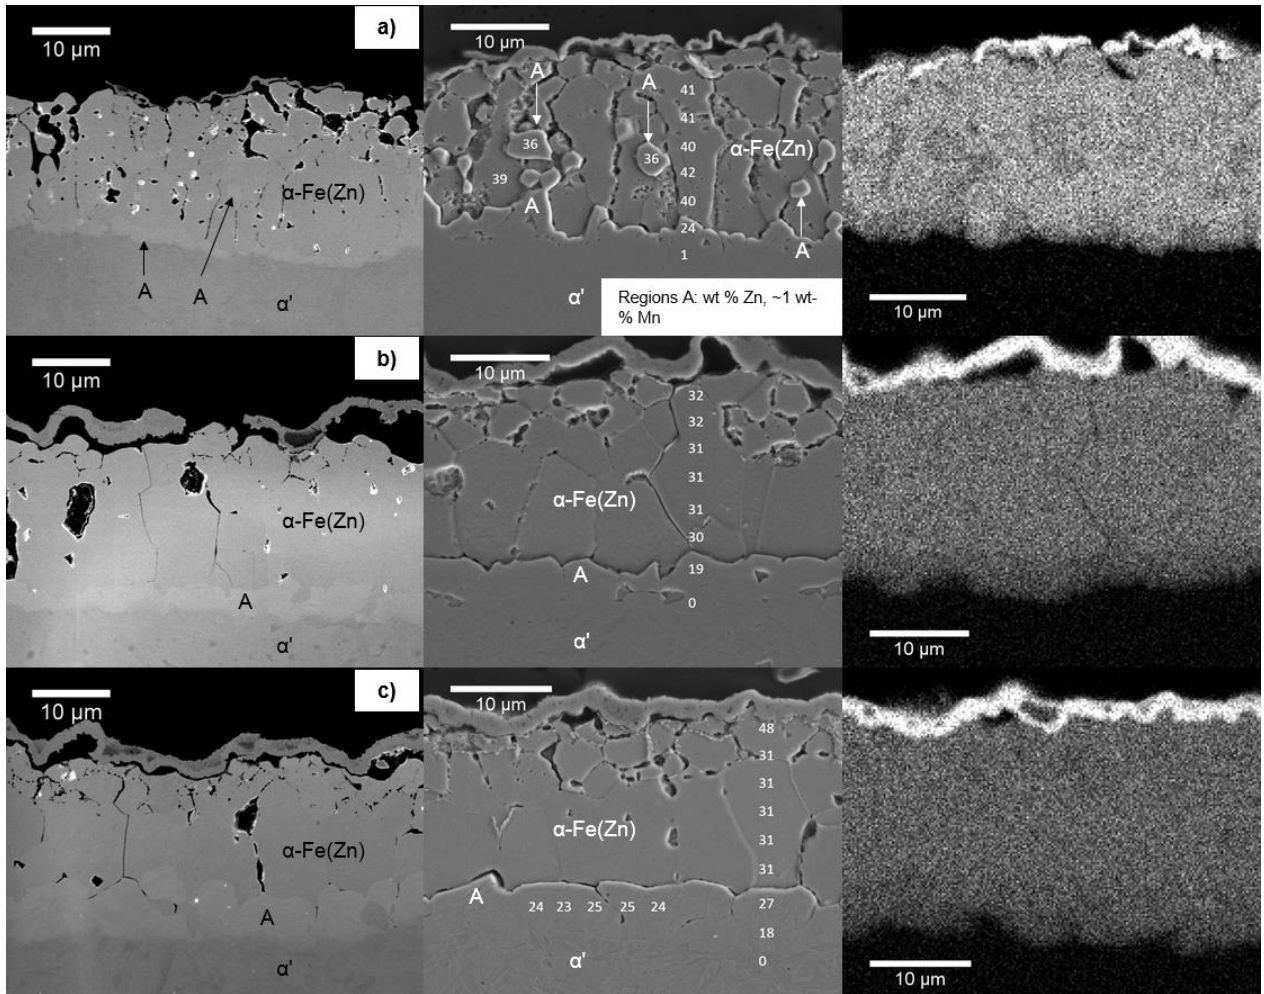 10 µm
a)
α-Fe(Zn)
A
A
α'
10 µm
A
A
41
41
36
40
36
α-Fe(Zn)
39
42
A
40
24
A
1
α'
Regions A: wt % Zn, ~1 wt-
% Mn
10 µm
10 µm
b)
α-Fe(Zn)
A
α'
10 µm
32
32
31
31
α-Fe(Zn)
31
30
A
19
0
α'
10 µm
10 µm
c)
α-Fe(Zn)
A
α'
10 µm
48
31
31
31
α-Fe(Zn)
31
31
A
24 23 25 25 24
27
18
α'
0
10 µm